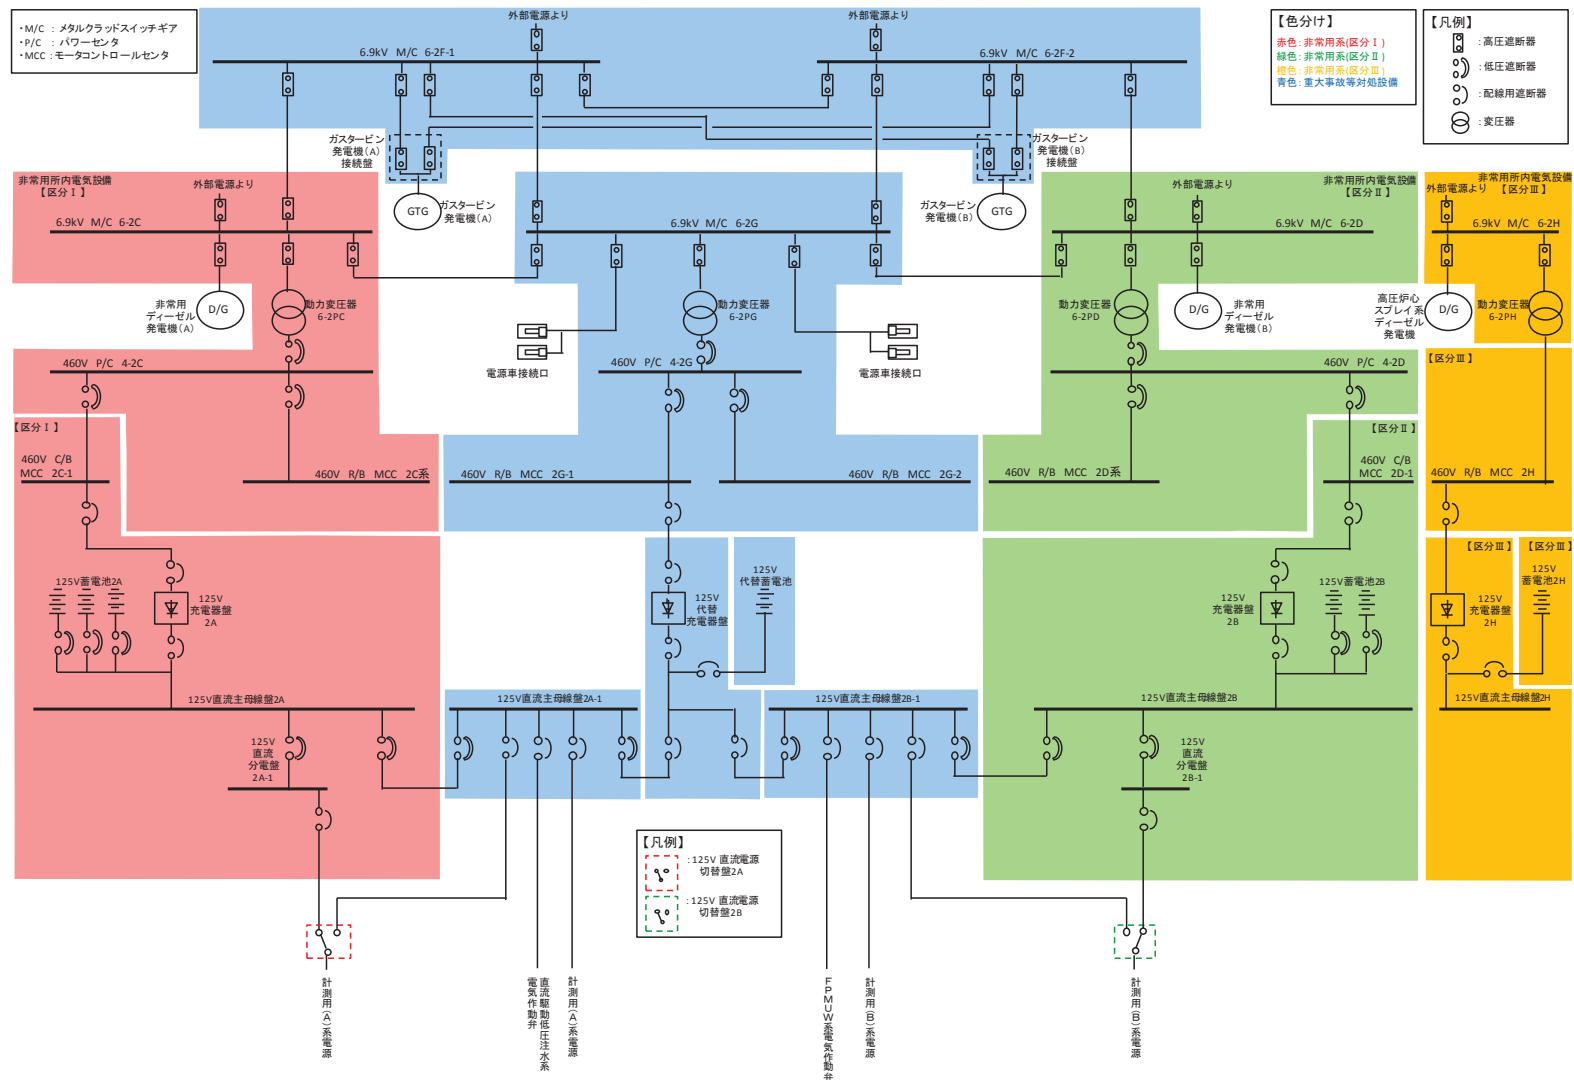 ・M/C : メタルクラッドスイッチギア
・P/C : パワーセンタ
・MCC : モータコントロールセンタ
外部電源より
外部電源より
6.9kV M/C 6-2F-1
6.9kV M/C 6-2F-2
【色分け】
赤色: 非常用系(区分Ⅰ)
緑色: 非常用系(区分Ⅱ)
橙色: 非常用系(区分Ⅲ)
青色: 重大事故等対処設備
【凡例】
: 高圧遮断器
: 低圧遮断器
: 配線用遮断器
: 変圧器
ガスタービン
発電機(A)
接続盤
ガスタービン
発電機(B)
接続盤
GTG
ガスタービン
発電機(A)
ガスタービン
発電機(B)
GTG
非常用所内電気設備
【区分Ⅰ】
外部電源より
6.9kV M/C 6-2C
6.9kV M/C 6-2G
外部電源より
非常用所内電気設備
【区分Ⅱ】
6.9kV M/C 6-2D
非常用所内電気設備
【区分Ⅲ】
外部電源より
6.9kV M/C 6-2H
非常用
ディーゼル
発電機(A)
D/G
動力変圧器
6-2PC
動力変圧器
6-2PG
動力変圧器
6-2PD
D/G
非常用
ディーゼル
発電機(B)
高圧炉心
スプレイ系
ディーゼル
発電機
D/G
動力変圧器
6-2PH
電源車接続口
電源車接続口
460V P/C 4-2C
460V P/C 4-2G
460V P/C 4-2D
【区分Ⅲ】
【区分Ⅰ】
460V C/B
MCC 2C-1
460V R/B MCC 2C系
460V R/B MCC 2G-1
460V R/B MCC 2G-2
460V R/B MCC 2D系
【区分Ⅱ】
460V C/B
MCC 2D-1
460V R/B MCC 2H
125V蓄電池2A
125V
充電器盤
2A
125V
代替
充電器盤
125V
代替蓄電池
125V
充電器盤
2B
125V蓄電池2B
【区分Ⅲ】
125V
充電器盤
2H
【区分Ⅲ】
125V
蓄電池2H
125V直流主母線盤2A
125V直流主母線盤2A-1
125V直流主母線盤2B-1
125V直流主母線盤2B
125V直流主母線盤2H
125V
直流
分電盤
2A-1
125V
直流
分電盤
2B-1
【凡例】
: 125V 直流電源
切替盤2A
: 125V 直流電源
切替盤2B
計測用(A)系電源
直流駆動低圧注水系
電気作動弁
計測用(A)系電源
FPMUW系電気作動弁
計測用(B)系電源
計測用(B)系電源